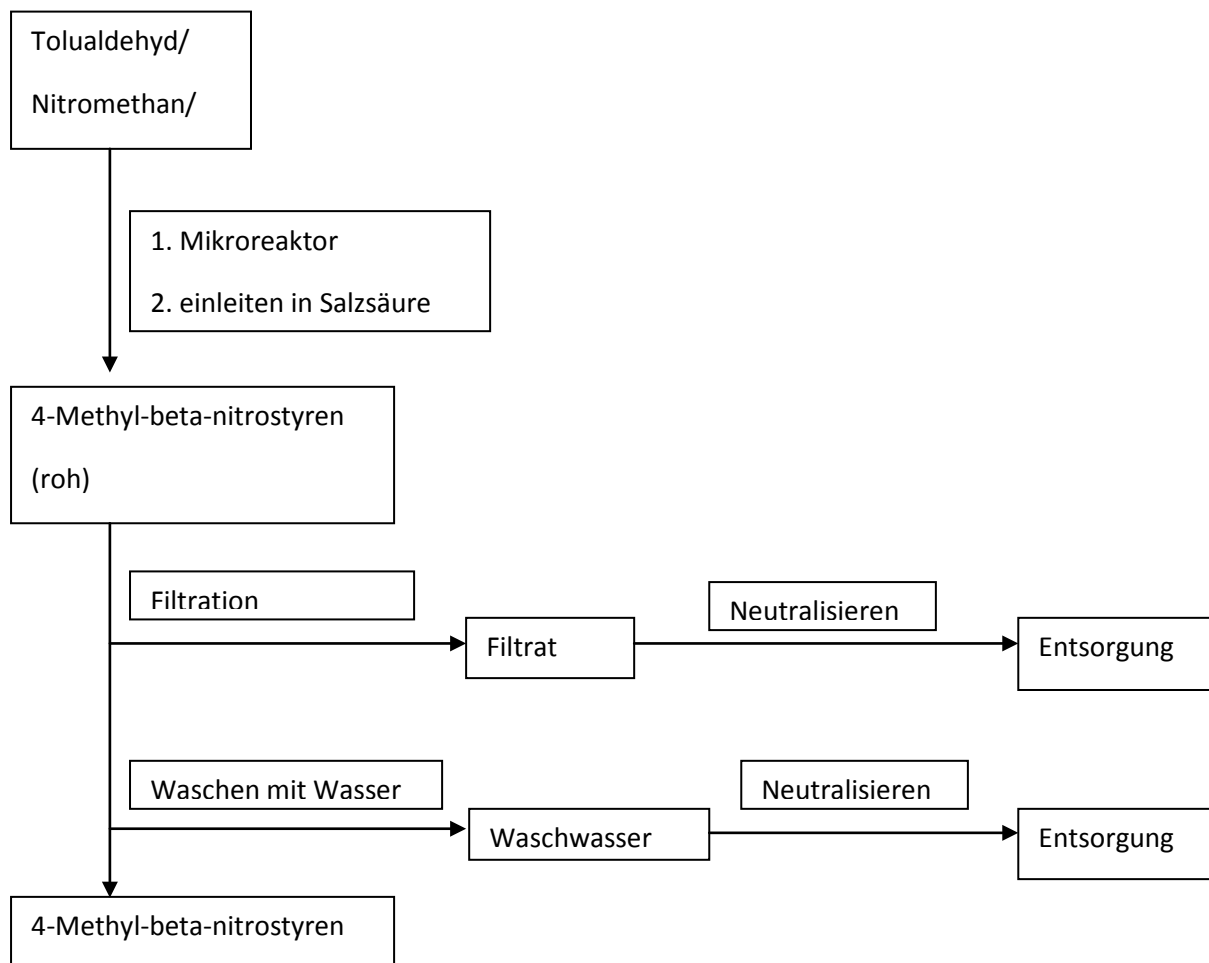 Tolualdehyd/
Nitromethan/
1. Mikroreaktor
2. einleiten in Salzsäure
4-Methyl-beta-nitrostyren
(roh)
Filtration
Neutralisieren
Filtrat
Entsorgung
Waschen mit Wasser
Neutralisieren
Waschwasser
Entsorgung
4-Methyl-beta-nitrostyren